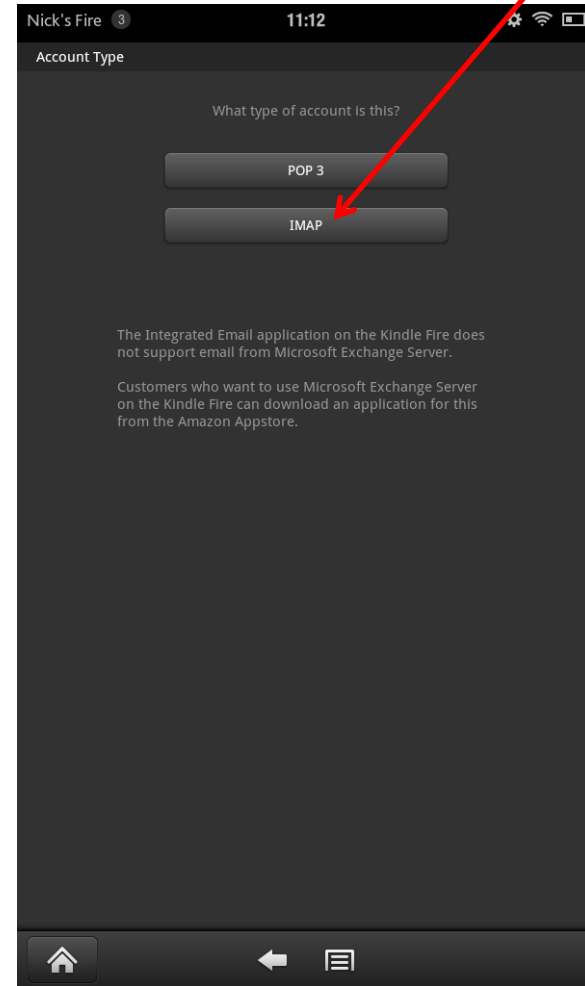 Nick's Fire 3 11:12
Account Type
What type of account is this?
POP 3
IMAP
The Integrated Email application on the Kindle Fire does
not support email from Microsoft Exchange Server.
Customers who want to use Microsoft Exchange Server
on the Kindle Fire can download an application for this
from the Amazon Appstore.